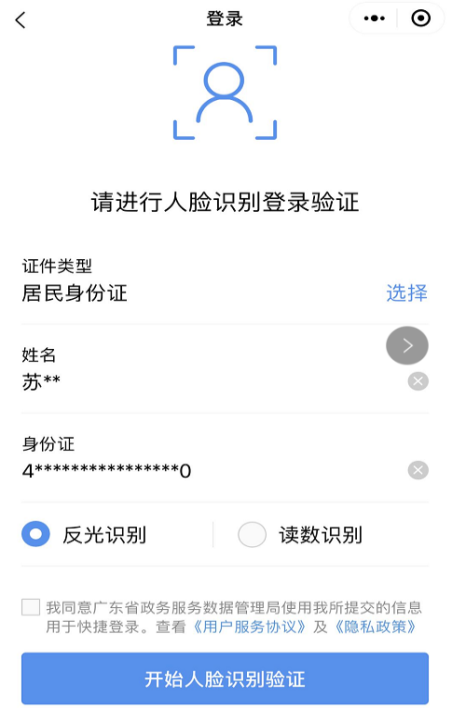 登录
请进行人脸识别登录验证
证件类型
居民身份证 选择
姓名
苏**
身份证
4****************0
反光识别 读数识别
我同意广东省政务服务数据管理局使用我所提交的信息
用于快捷登录。查看《用户服务协议》及《隐私政策》
开始人脸识别验证